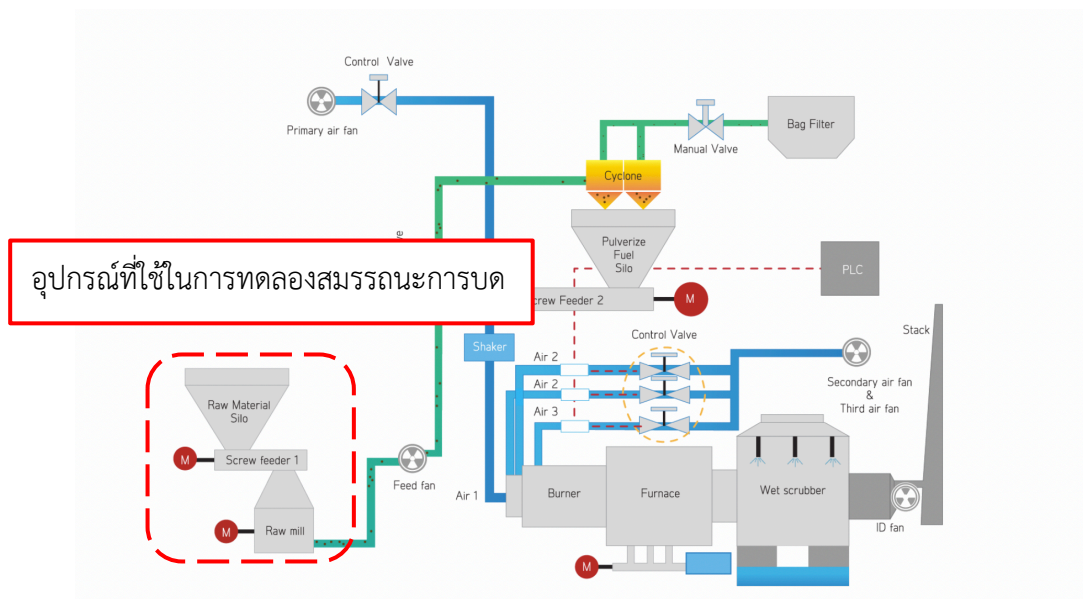 Control Valve
Primary air fan
Bag Filter
Manual Valve
Cyclone
Pulverize
Fuel
Silo
PLC
อุปกรณ์ที่ใช้ในการทดลองสมรรถนะการบด
Screw Feeder 2
M
Stack
Control Valve
Shaker
Air 2
Air 2
Air 3
Secondary air fan
&
Third air fan
Raw Material
Silo
M
Screw feeder 1
Feed fan
Air 1
Burner
Furnace
Wet scrubber
ID fan
M
Raw mill
M